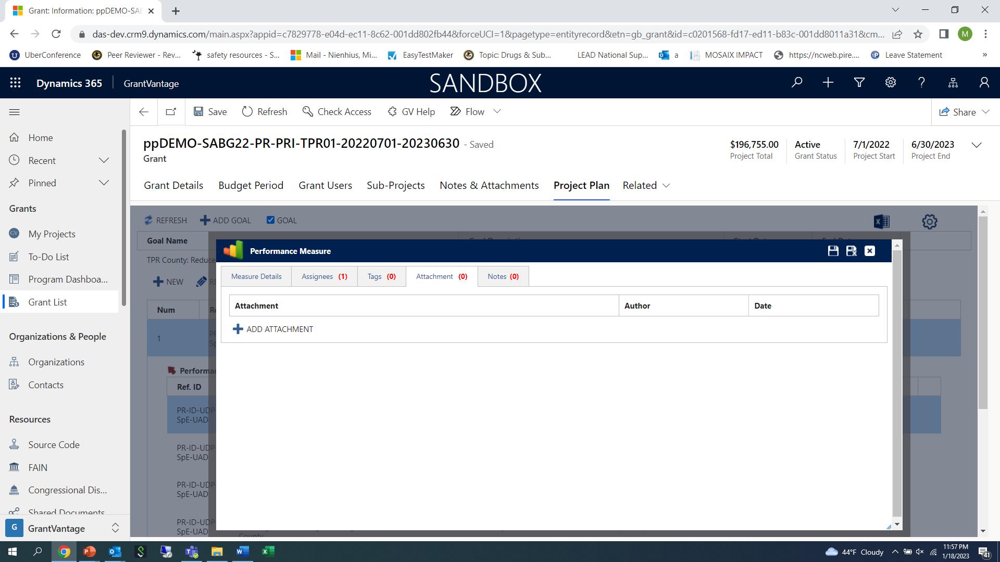 Grant: Information: ppDEMO-SAB
das-dev.crm9.dynamics.com/main.aspx?appid=c7829778-e04d-ec11-8c62-001dd802fb44&forceUCI=1&pagetype=entityrecord&etn=gb_grant&id=c0201568-fd17-ed11-b83c-001dd8011a31&cm...
M
UberConference
Peer Reviewer - Rev...
safety resources - S...
Mail - Nienhius, Mi...
EasyTestMaker
Topic: Drugs & Sub...
LEAD National Sup...
a
MOSAIX IMPACT
https://ncweb.pire....
Leave Statement
»
Dynamics 365
GrantVantage
SANDBOX
Save
Refresh
Check Access
GV Help
Flow
Share
Home
Recent
Pinned
Grants
My Projects
To-Do List
Program Dashboa...
Grant List
Organizations & People
Organizations
Contacts
Resources
Source Code
FAIN
Congressional Dis...
Shared Documents
G
GrantVantage
ppDEMO-SABG22-PR-PRI-TPR01-20220701-20230630 - Saved
Grant
$196,755.00
Project Total
Active
Grant Status
7/1/2022
Project Start
6/30/2023
Project End
Grant Details
Budget Period
Grant Users
Sub-Projects
Notes & Attachments
Project Plan
Related
REFRESH
ADD GOAL
GOAL
Goal Name
TPR County: Reduce
NEW
Num
1
Performan
Ref. ID
PR-ID-UDP-
SpE-UAD
PR-ID-UDP-
SpE-UAD
PR-ID-UDP-
SpE-UAD
PR-ID-UDP-
SpE-UAD
County
Performance Measure
Measure Details
Assignees (1)
Tags (0)
Attachment (0)
Notes (0)
Attachment
Author
Date
ADD ATTACHMENT
44°F Cloudy
11:57 PM
1/18/2023
41